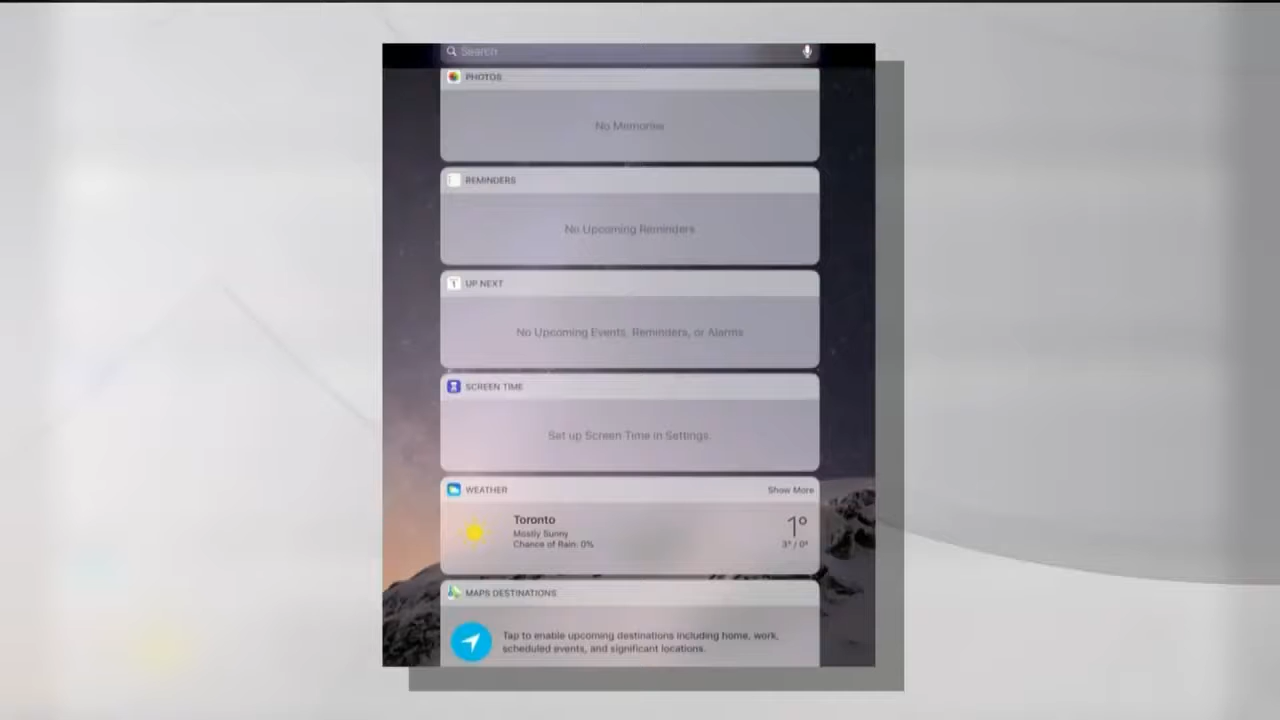 Search
PHOTOS
No Memories
REMINDERS
No Upcoming Reminders
UP NEXT
No Upcoming Events, Reminders, or Alarms
SCREEN TIME
Set up Screen Time in Settings.
WEATHER
Show More
Toronto
1°
Mostly Sunny
Chance of Rain: 0%
3° / 0°
MAPS DESTINATIONS
Tap to enable upcoming destinations including home, work,
scheduled events, and significant locations.